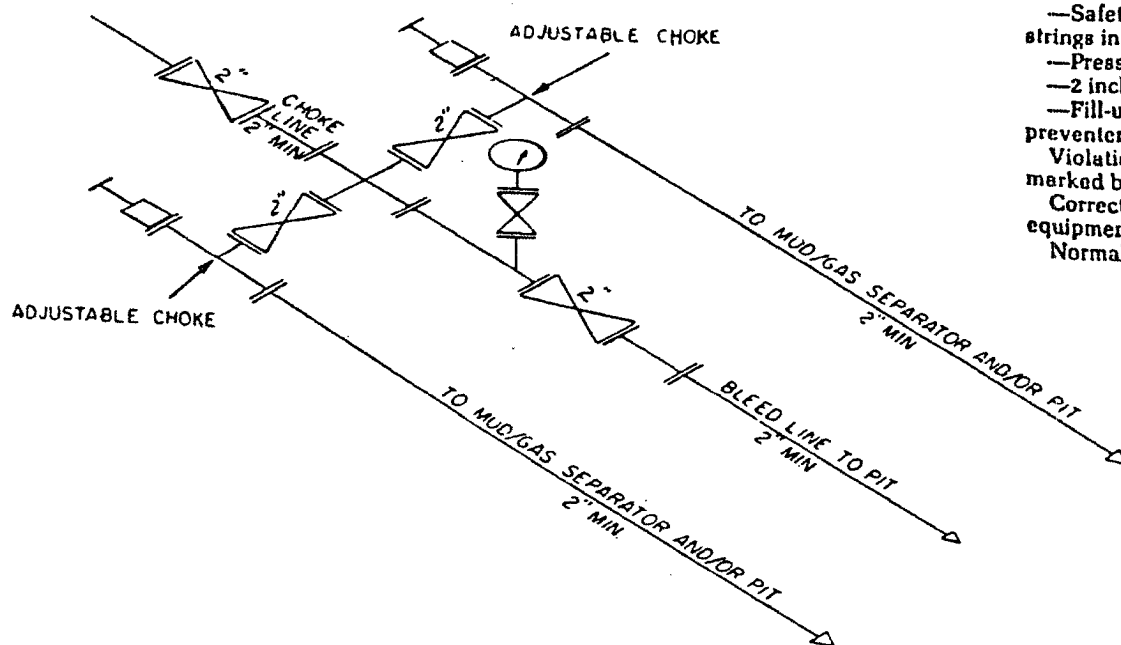 ADJUSTABLE CHOKE
2"
CHOKE
LINE
2" MIN
2"
2"
ADJUSTABLE CHOKE
2"
TO MUD/GAS SEPARATOR AND/OR PIT
2" MIN
BLEED LINE TO PIT
2" MIN
TO MUD/GAS SEPARATOR AND/OR PIT
2" MIN.
—Safet
strings in
—Press
—2 incl
—Fill-u
preventer
Violatio
marked b
Correct
equipmen
Normal